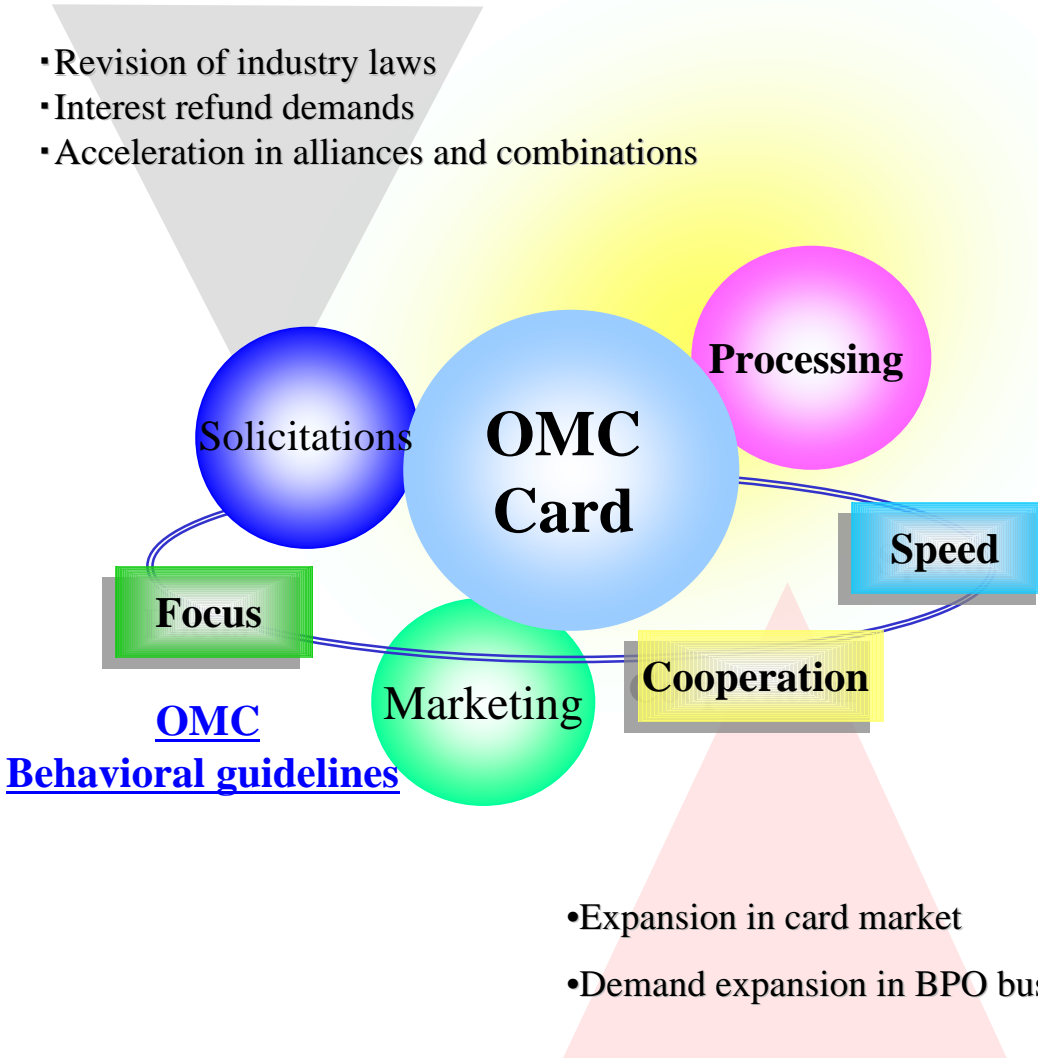 ▪Revision of industry laws
▪Interest refund demands
▪Acceleration in alliances and combinations
Processing
Solicitations
OMC
Card
Speed
Focus
Cooperation
Marketing
OMC
Behavioral guidelines
•Expansion in card market
•Demand expansion in BPO bus